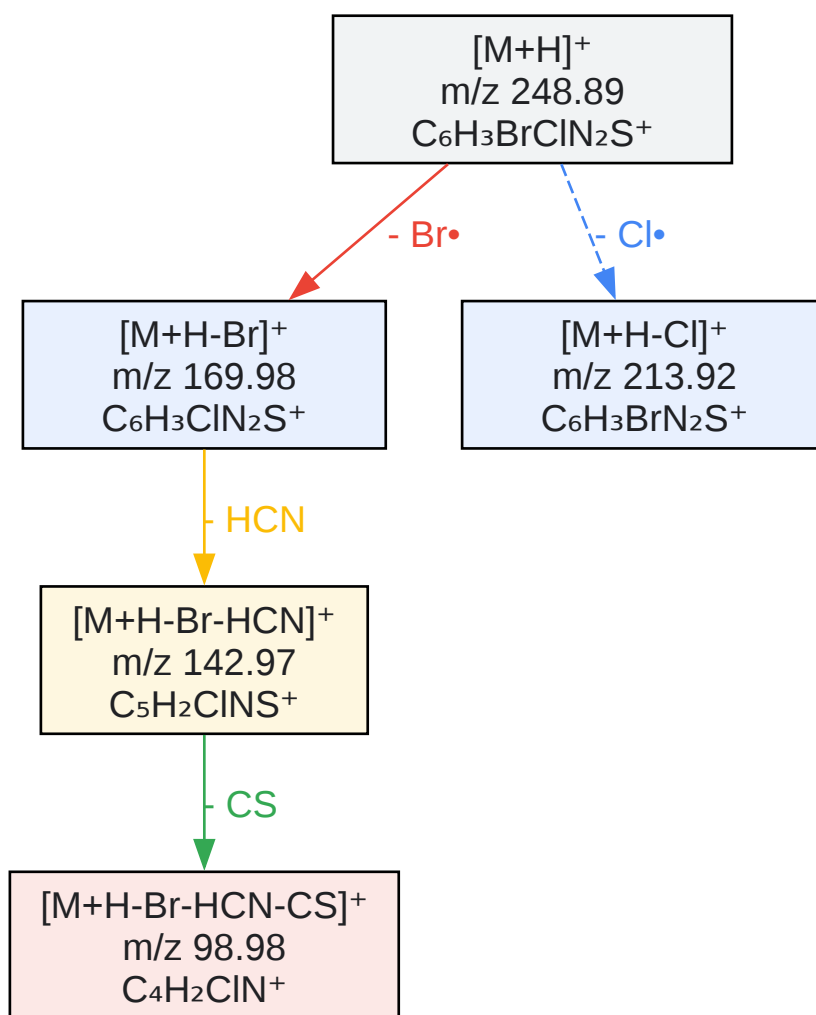 [M+H]⁺
m/z 248.89
C₆H₃BrClN₂S⁺
- Br•
- Cl•
[M+H-Br]⁺
m/z 169.98
C₆H₃ClN₂S⁺
[M+H-Cl]⁺
m/z 213.92
C₆H₃BrN₂S⁺
- HCN
[M+H-Br-HCN]⁺
m/z 142.97
C₅H₂ClNS⁺
- CS
[M+H-Br-HCN-CS]⁺
m/z 98.98
C₄H₂ClN⁺